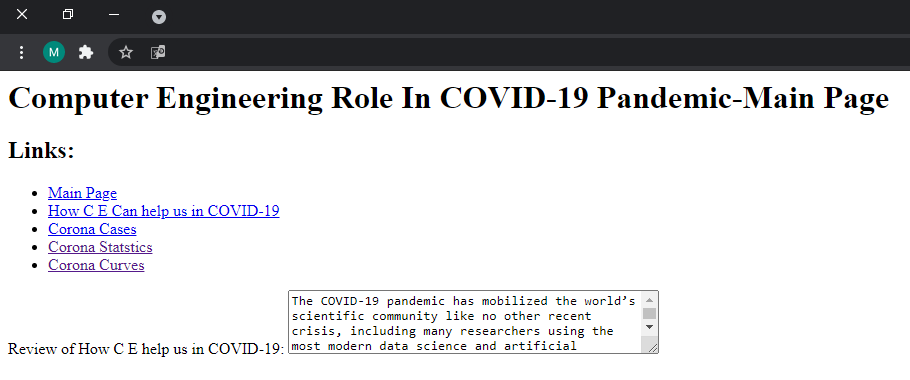 M
Computer Engineering Role In COVID-19 Pandemic-Main Page
Links:
Main Page
How C E Can help us in COVID-19
Corona Cases
Corona Statstics
Corona Curves
The COVID-19 pandemic has mobilized the world’s
scientific community like no other recent
crisis, including many researchers using the
most modern data science and artificial
Review of How C E help us in COVID-19: